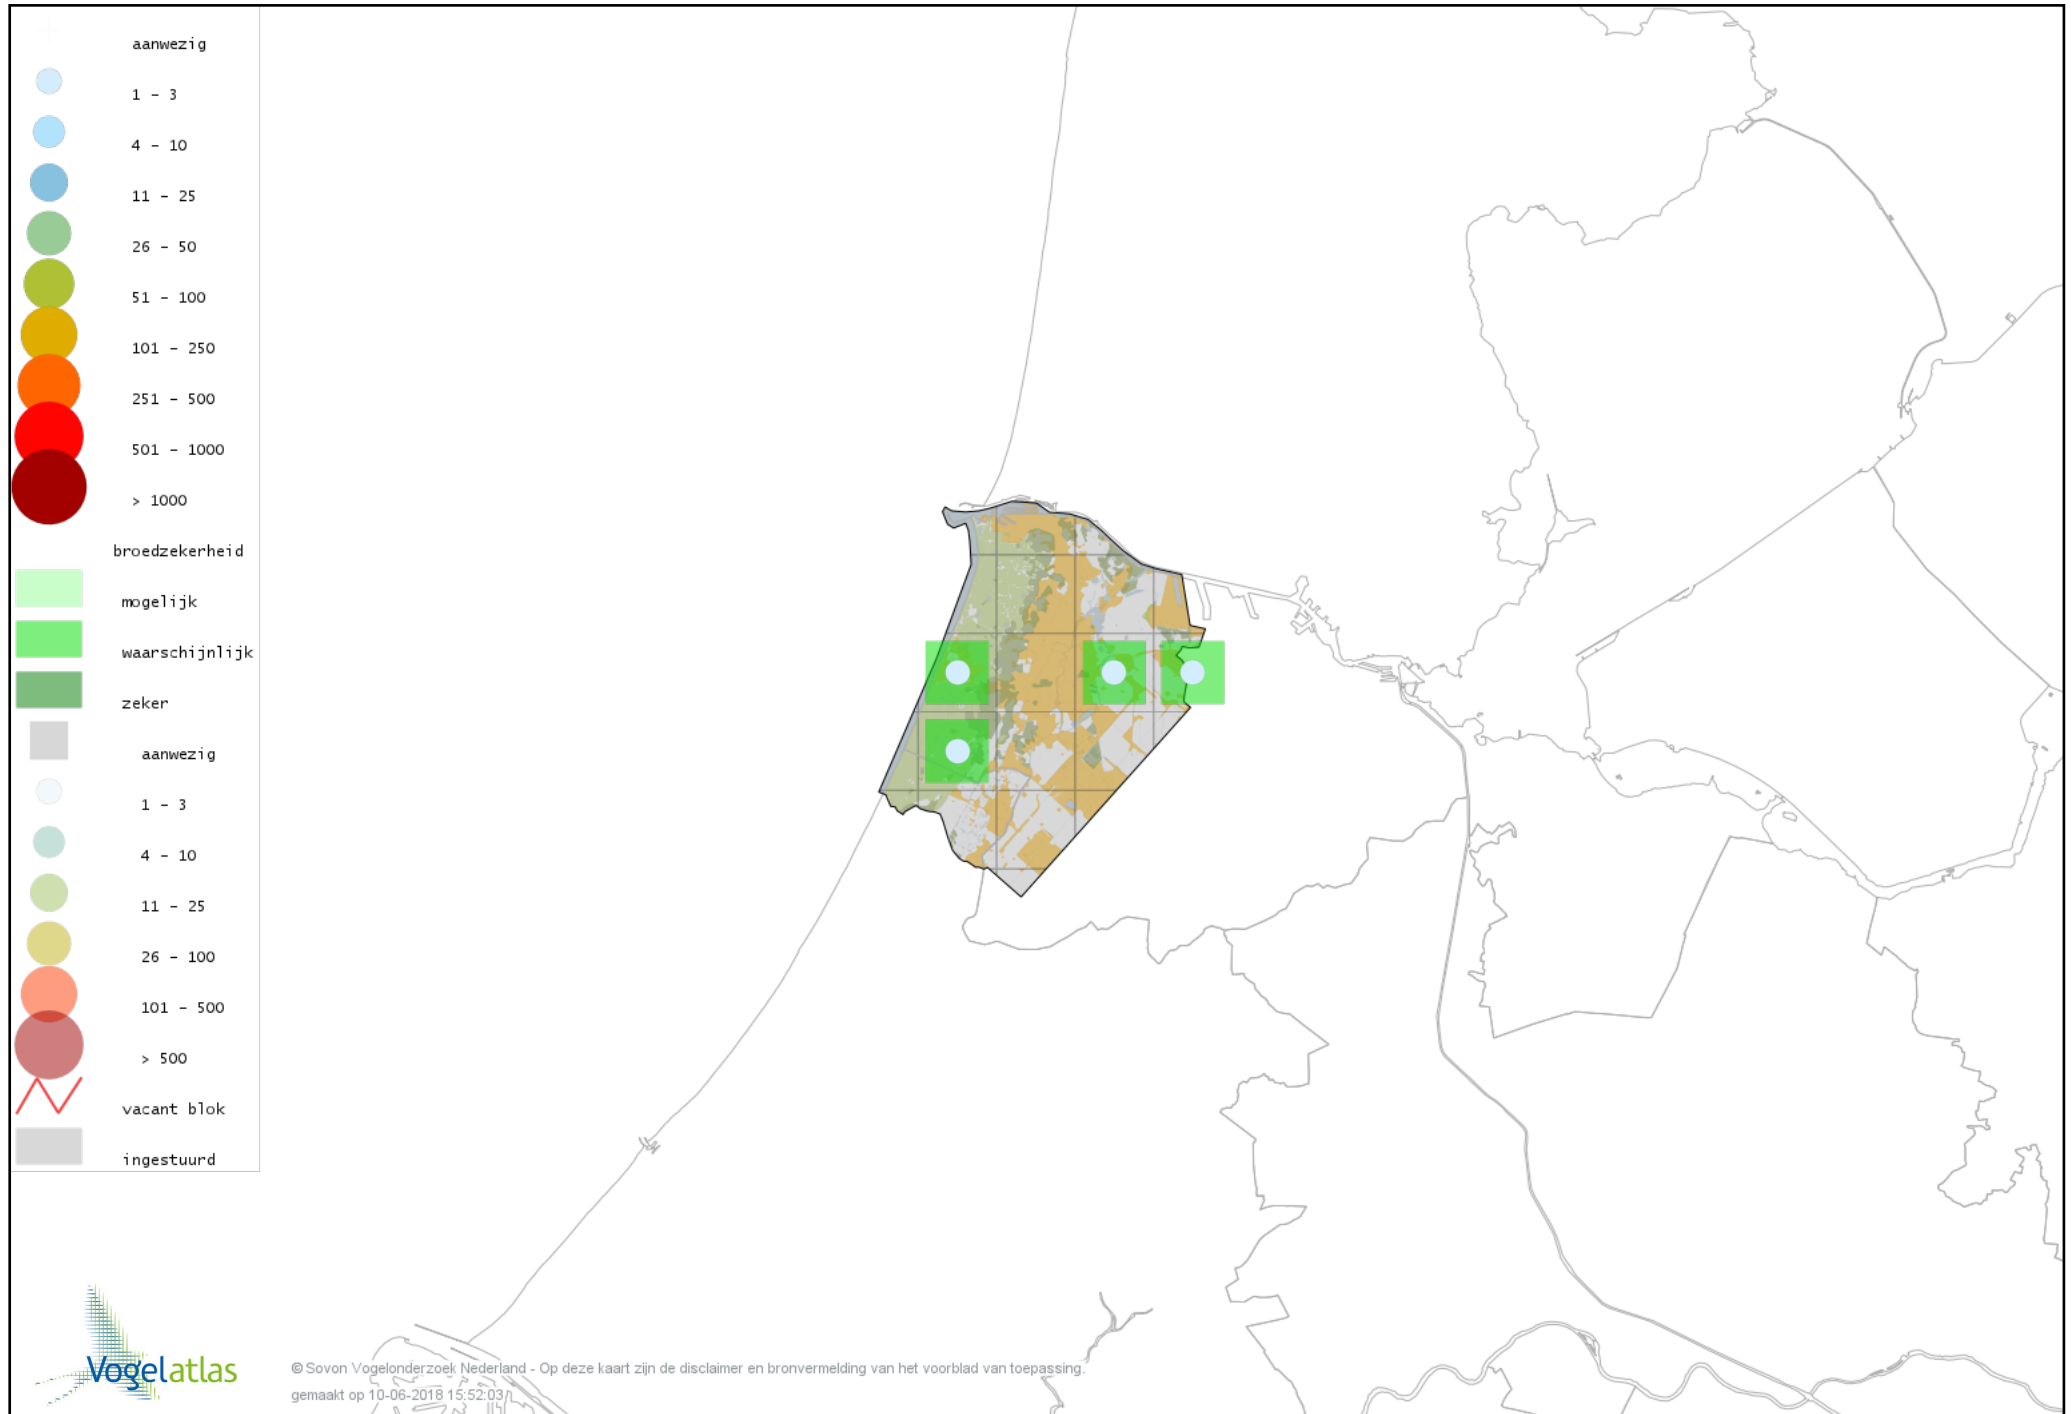 aanwezig
1 - 3
4 - 10
11 - 25
26 - 50
51 - 100
101 - 250
251 - 500
501 - 1000
> 1000
broedzekerheid
mogelijk
waarschijnlijk
zeker
aanwezig
1 - 3
4 - 10
11 - 25
26 - 100
101 - 500
> 500
vacant blok
ingestuurd
Vogelatlas
© Sovon Vogelonderzoek Nederland - Op deze kaart zijn de disclaimer en bronvermelding van het voorblad van toepassing.
gemaakt op 10-06-2018 15:52:03